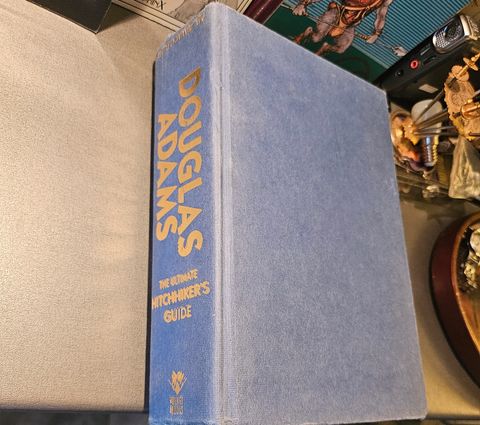 DOUGLAS
ADAMS
THE ULTIMATE
HITCHHIKER'S
GUIDE